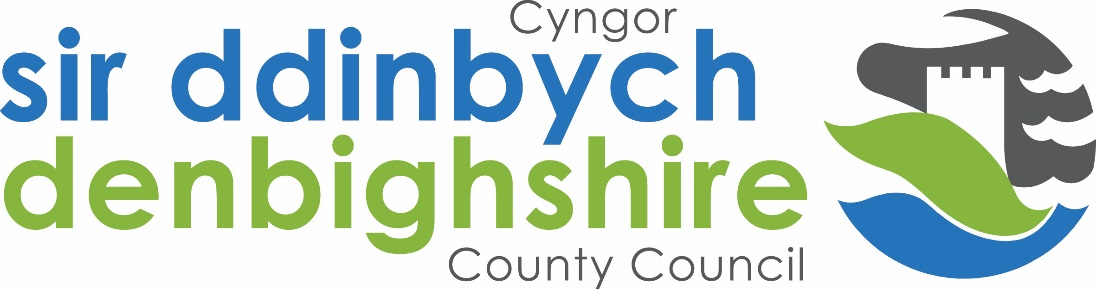 Cyngor
sir ddinbych
denbighshire
County Council